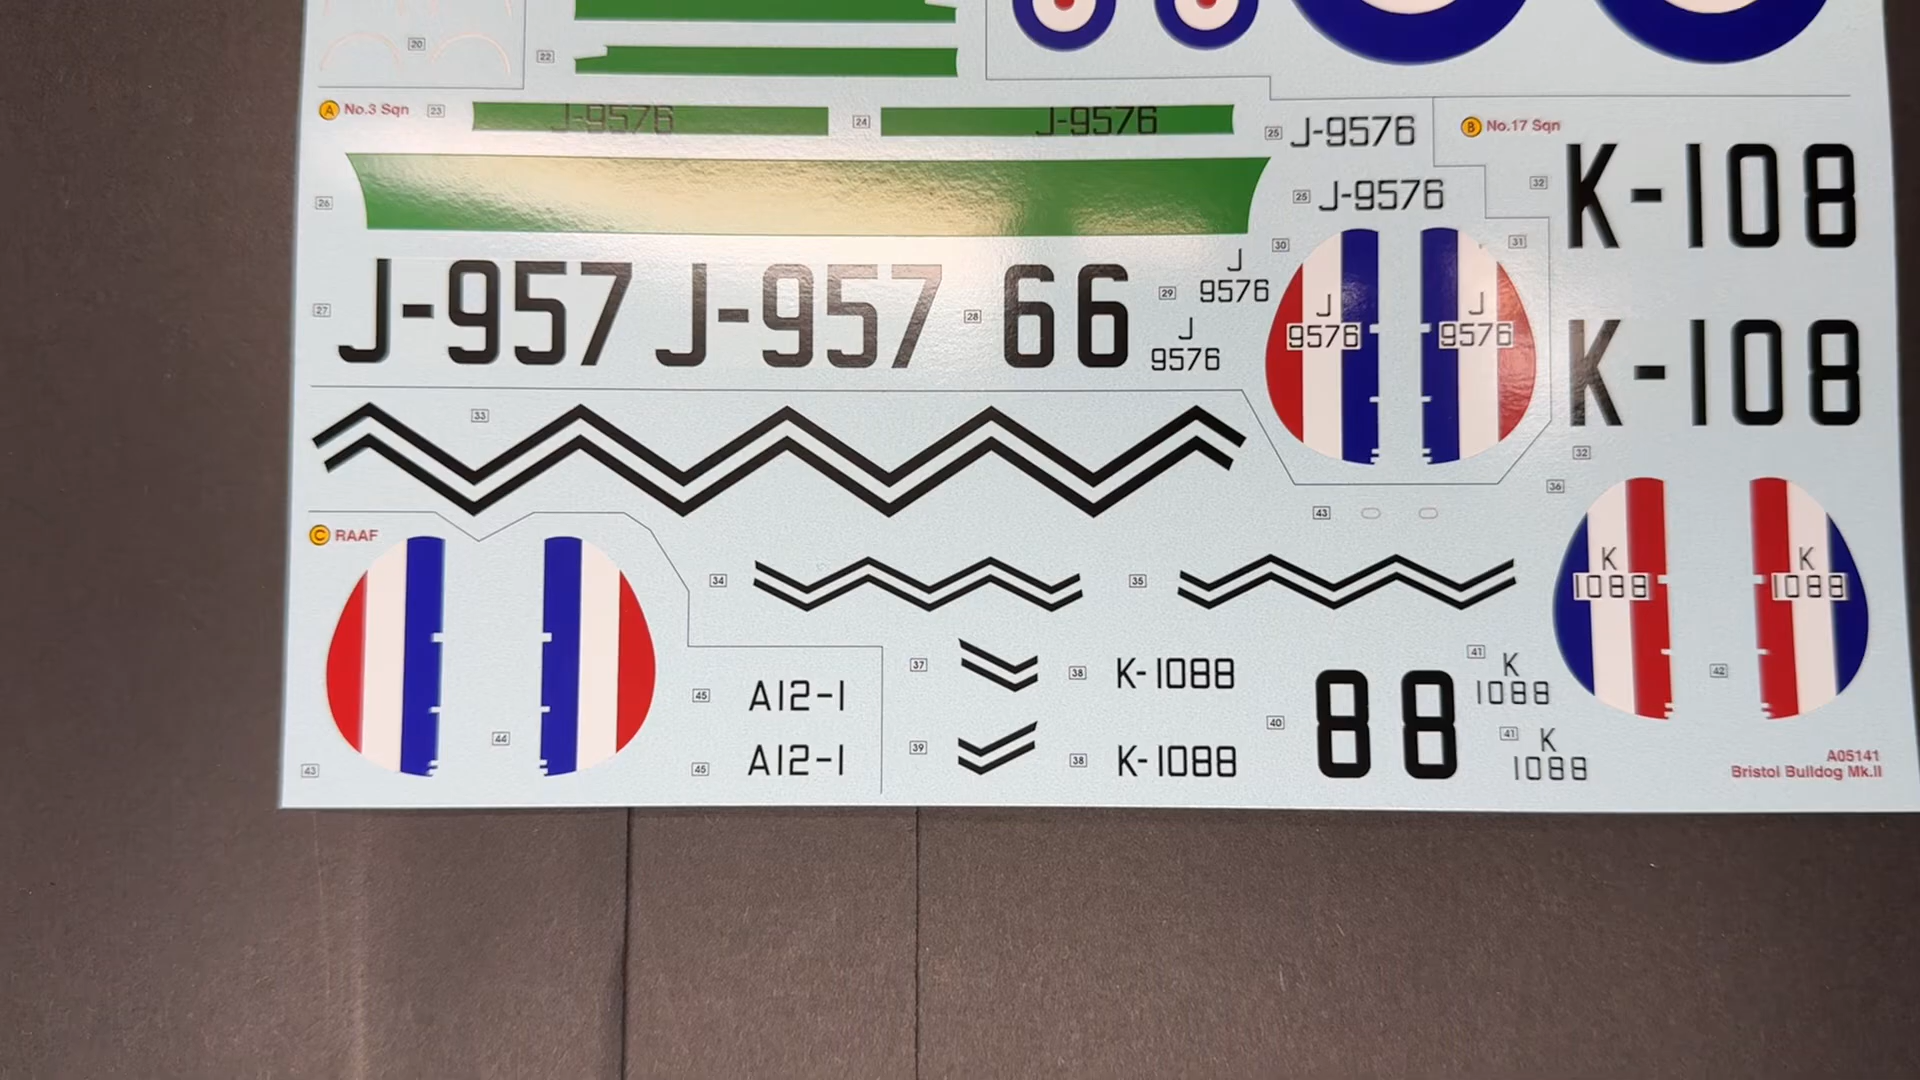 20
22
A No.3 Sqn 23 J-9576 24 J-9576 25 J-9576 B No.17 Sqn
26 25 J-9576 32 K-108
27 J-957 J-957 28 66 29 J
9576
J
9576
30 J
9576
31 J
9576
K-108
32
33
43
36
C RAAF
34
35
K
1088
K
1088
43
44
45 A12-1
45 A12-1
37
38 K-1088
39
38 K-1088
40 88
41 K
1088
41 K
1088
42
A05141
Bristol Bulldog Mk.II